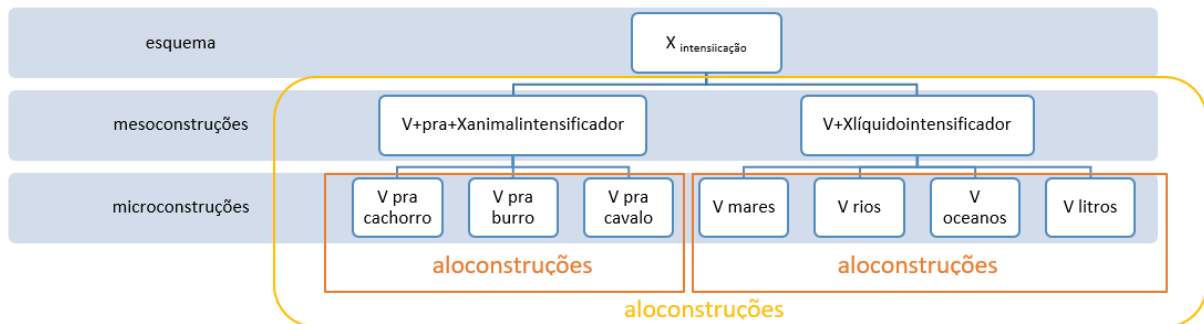 esquema
X intensiicação
mesoconstruções
V+pra+Xanimalintensificador
V+Xlíquidointensificador
microconstruções
V pra
cachorro
V pra
burro
V pra
cavalo
V mares
V rios
V
oceanos
V litros
aloconstruções
aloconstruções
aloconstruções